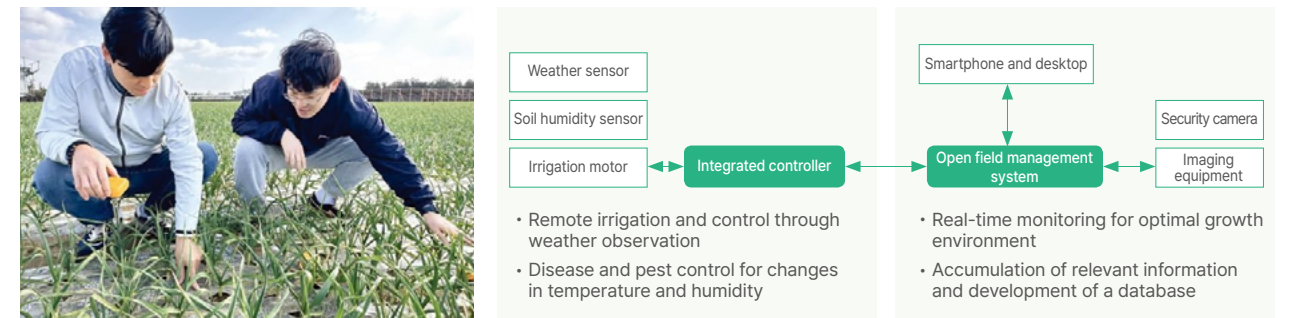 Weather sensor
Soil humidity sensor
Irrigation motor
Integrated controller
• Remote irrigation and control through
weather observation
• Disease and pest control for changes
in temperature and humidity
Smartphone and desktop
Security camera
Open field management
system
Imaging
equipment
• Real-time monitoring for optimal growth
environment
• Accumulation of relevant information
and development of a database